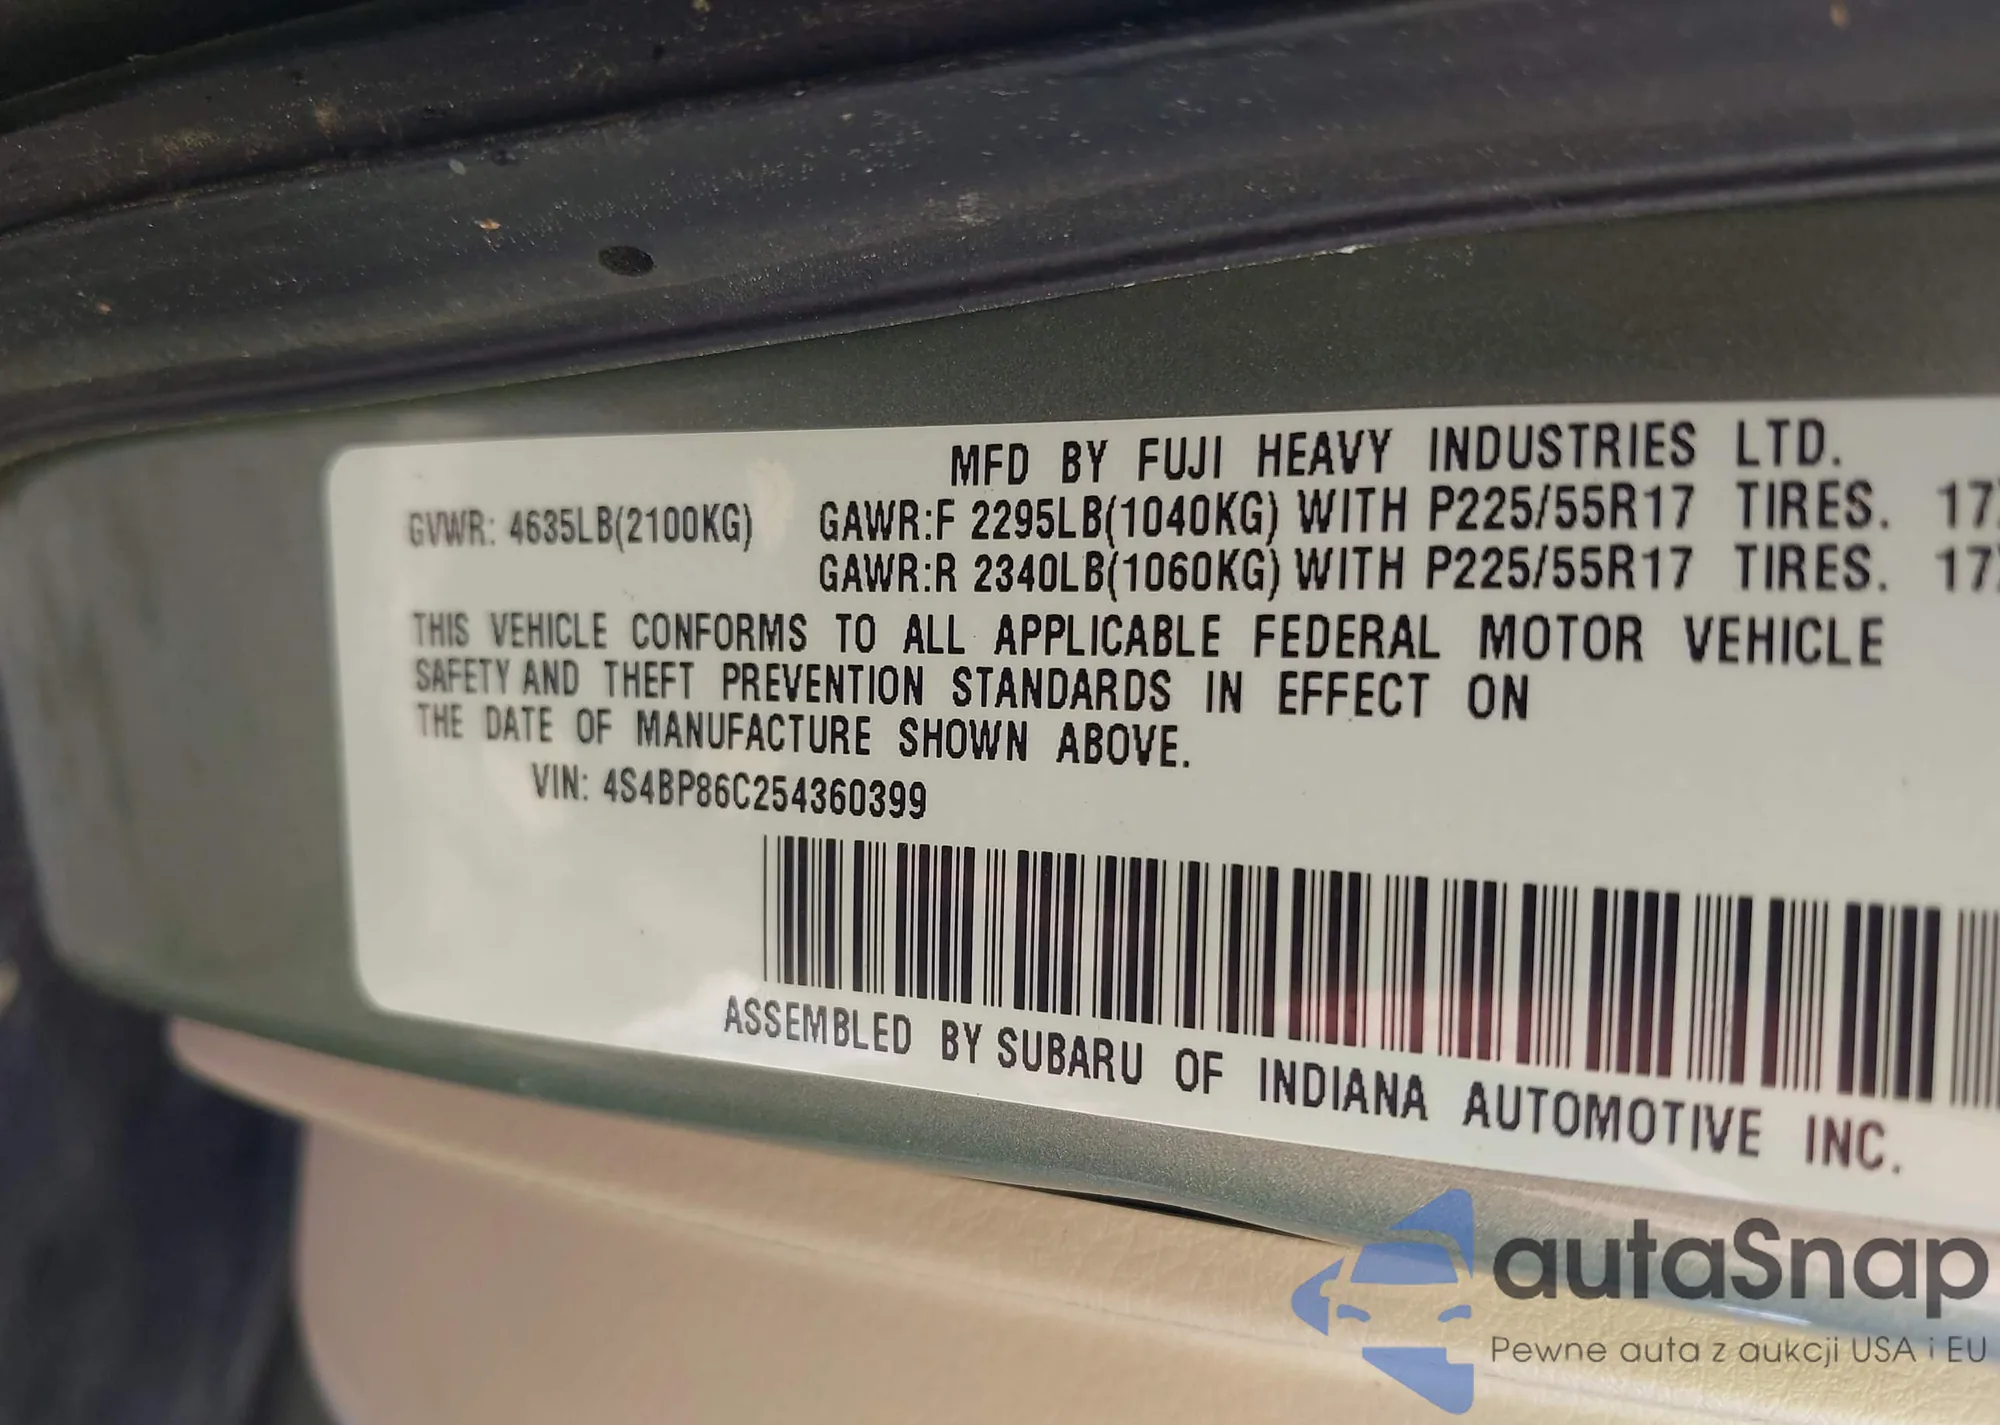 MFD BY FUJI HEAVY INDUSTRIES LTD.
GVWR: 4635LB(2100KG) GAWR:F 2295LB(1040KG) WITH P225/55R17 TIRES. 17
GAWR:R 2340LB(1060KG) WITH P225/55R17 TIRES. 17
THIS VEHICLE CONFORMS TO ALL APPLICABLE FEDERAL MOTOR VEHICLE
SAFETY AND THEFT PREVENTION STANDARDS IN EFFECT ON
THE DATE OF MANUFACTURE SHOWN ABOVE.
VIN: 4S4BP86C254360399
ASSEMBLED BY SUBARU OF INDIANA AUTOMOTIVE INC.
autaSnap
Pewne auta z aukcji USA i EU